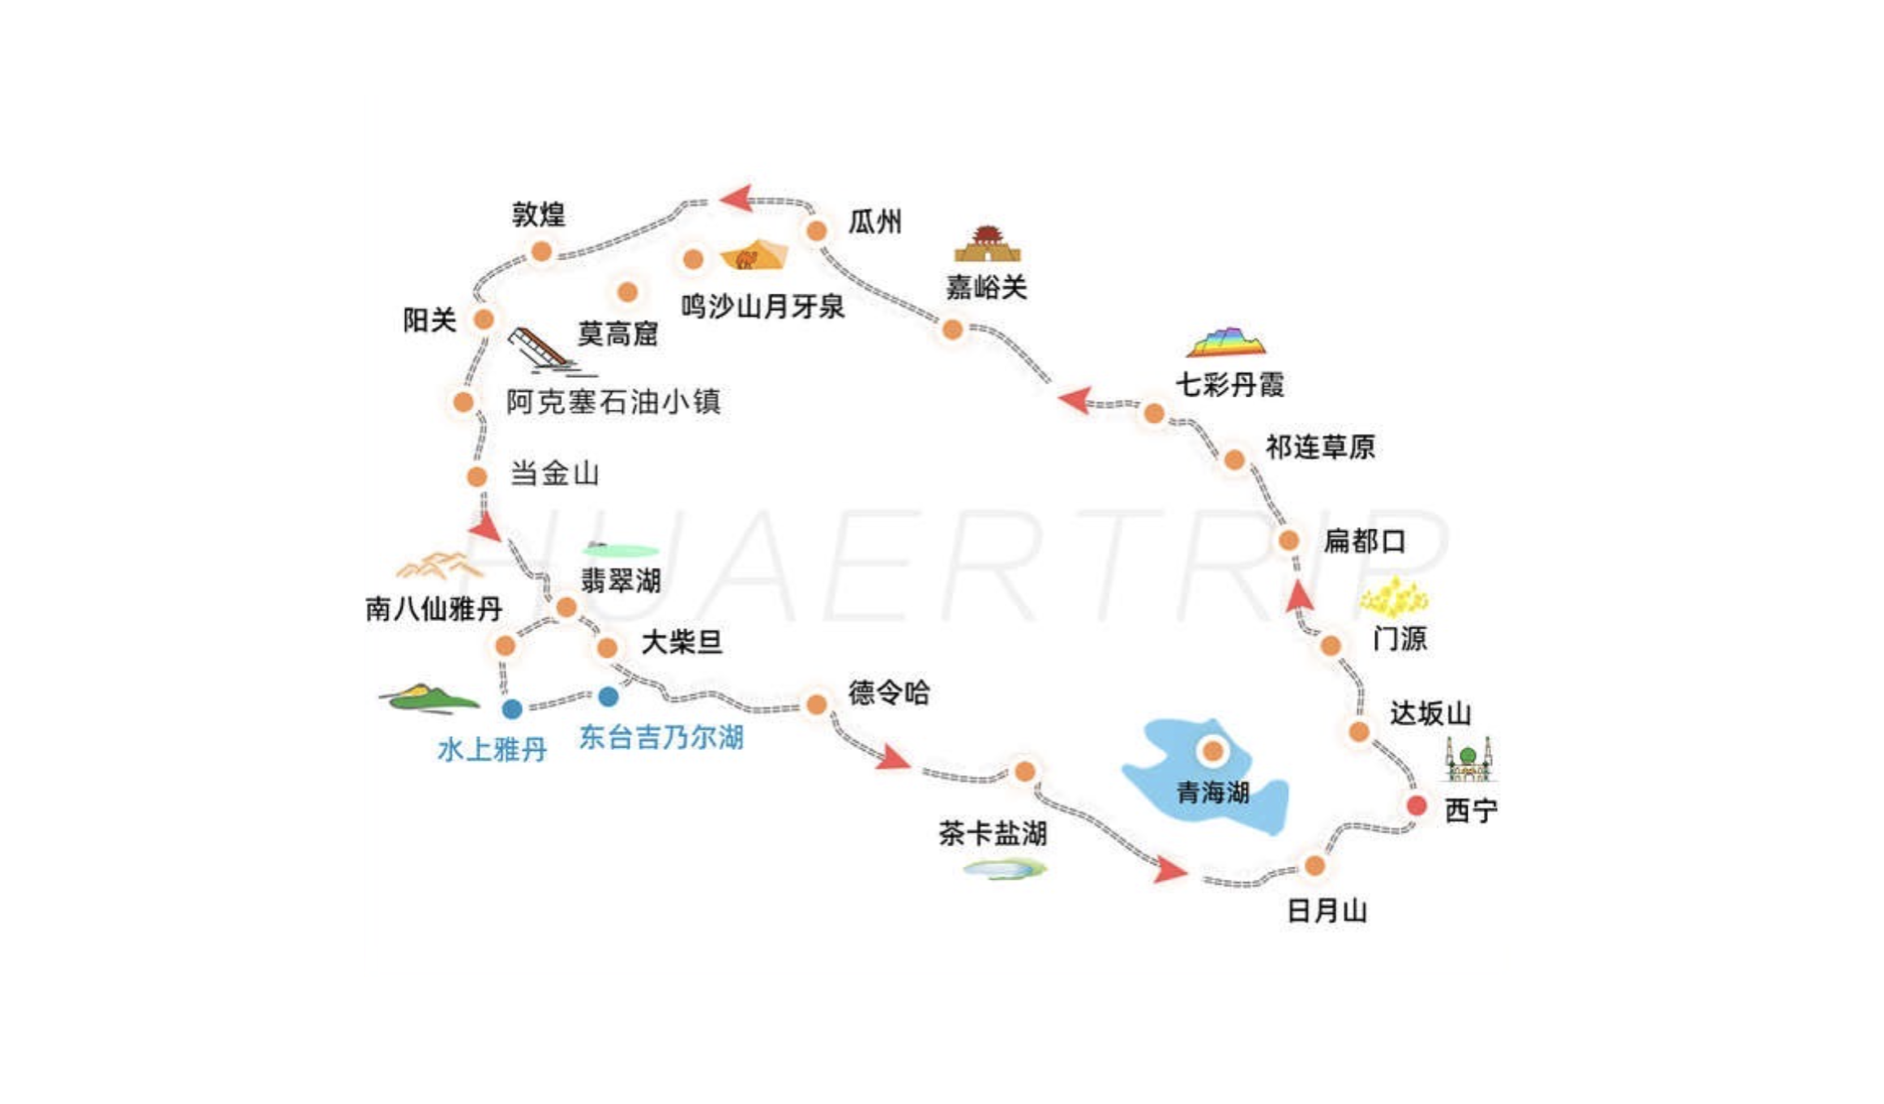 敦煌
瓜州
嘉峪关
鸣沙山月牙泉
阳关
莫高窟
七彩丹霞
阿克塞石油小镇
祁连草原
当金山
HUAERTRIP
扁都口
翡翠湖
南八仙雅丹
门源
大柴旦
德令哈
达坂山
东台吉乃尔湖
水上雅丹
青海湖
西宁
茶卡盐湖
日月山